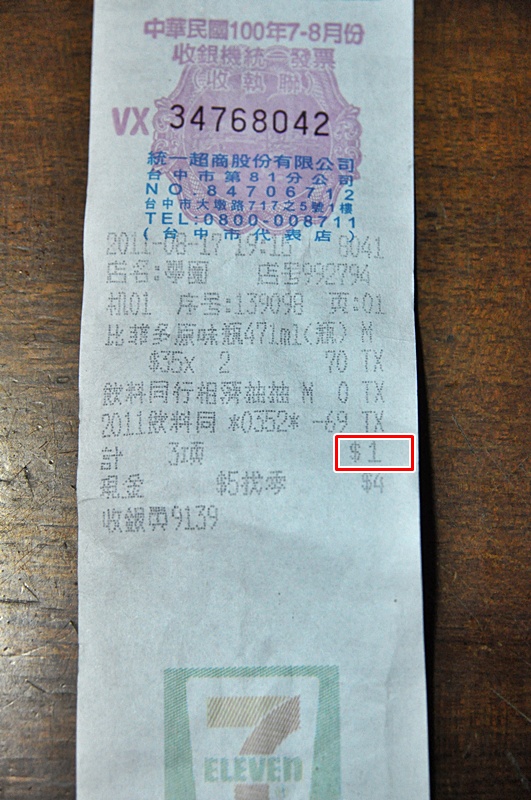 中華民國100年7-8月份
收銀機統一發票
(收執聯)
VX 34768042
統一超商股份有限公司
台中市第81分公司
NO.84706712
台中市大墩路717之5號1樓
TEL:0800-008711
(台中市代表店)
2011-08-17 19:15 8041
店名:學園 店号992794
机01 序号:139098 頁:01
比菲多原味瓶471ml(瓶) M
$35x 2 70 TX
飲料同行相擠抽抽 M 0 TX
2011飲料同 *0352* -69 TX
計 3項 $1
現金 $5找零 $4
收銀員9139
7
ELEVEN